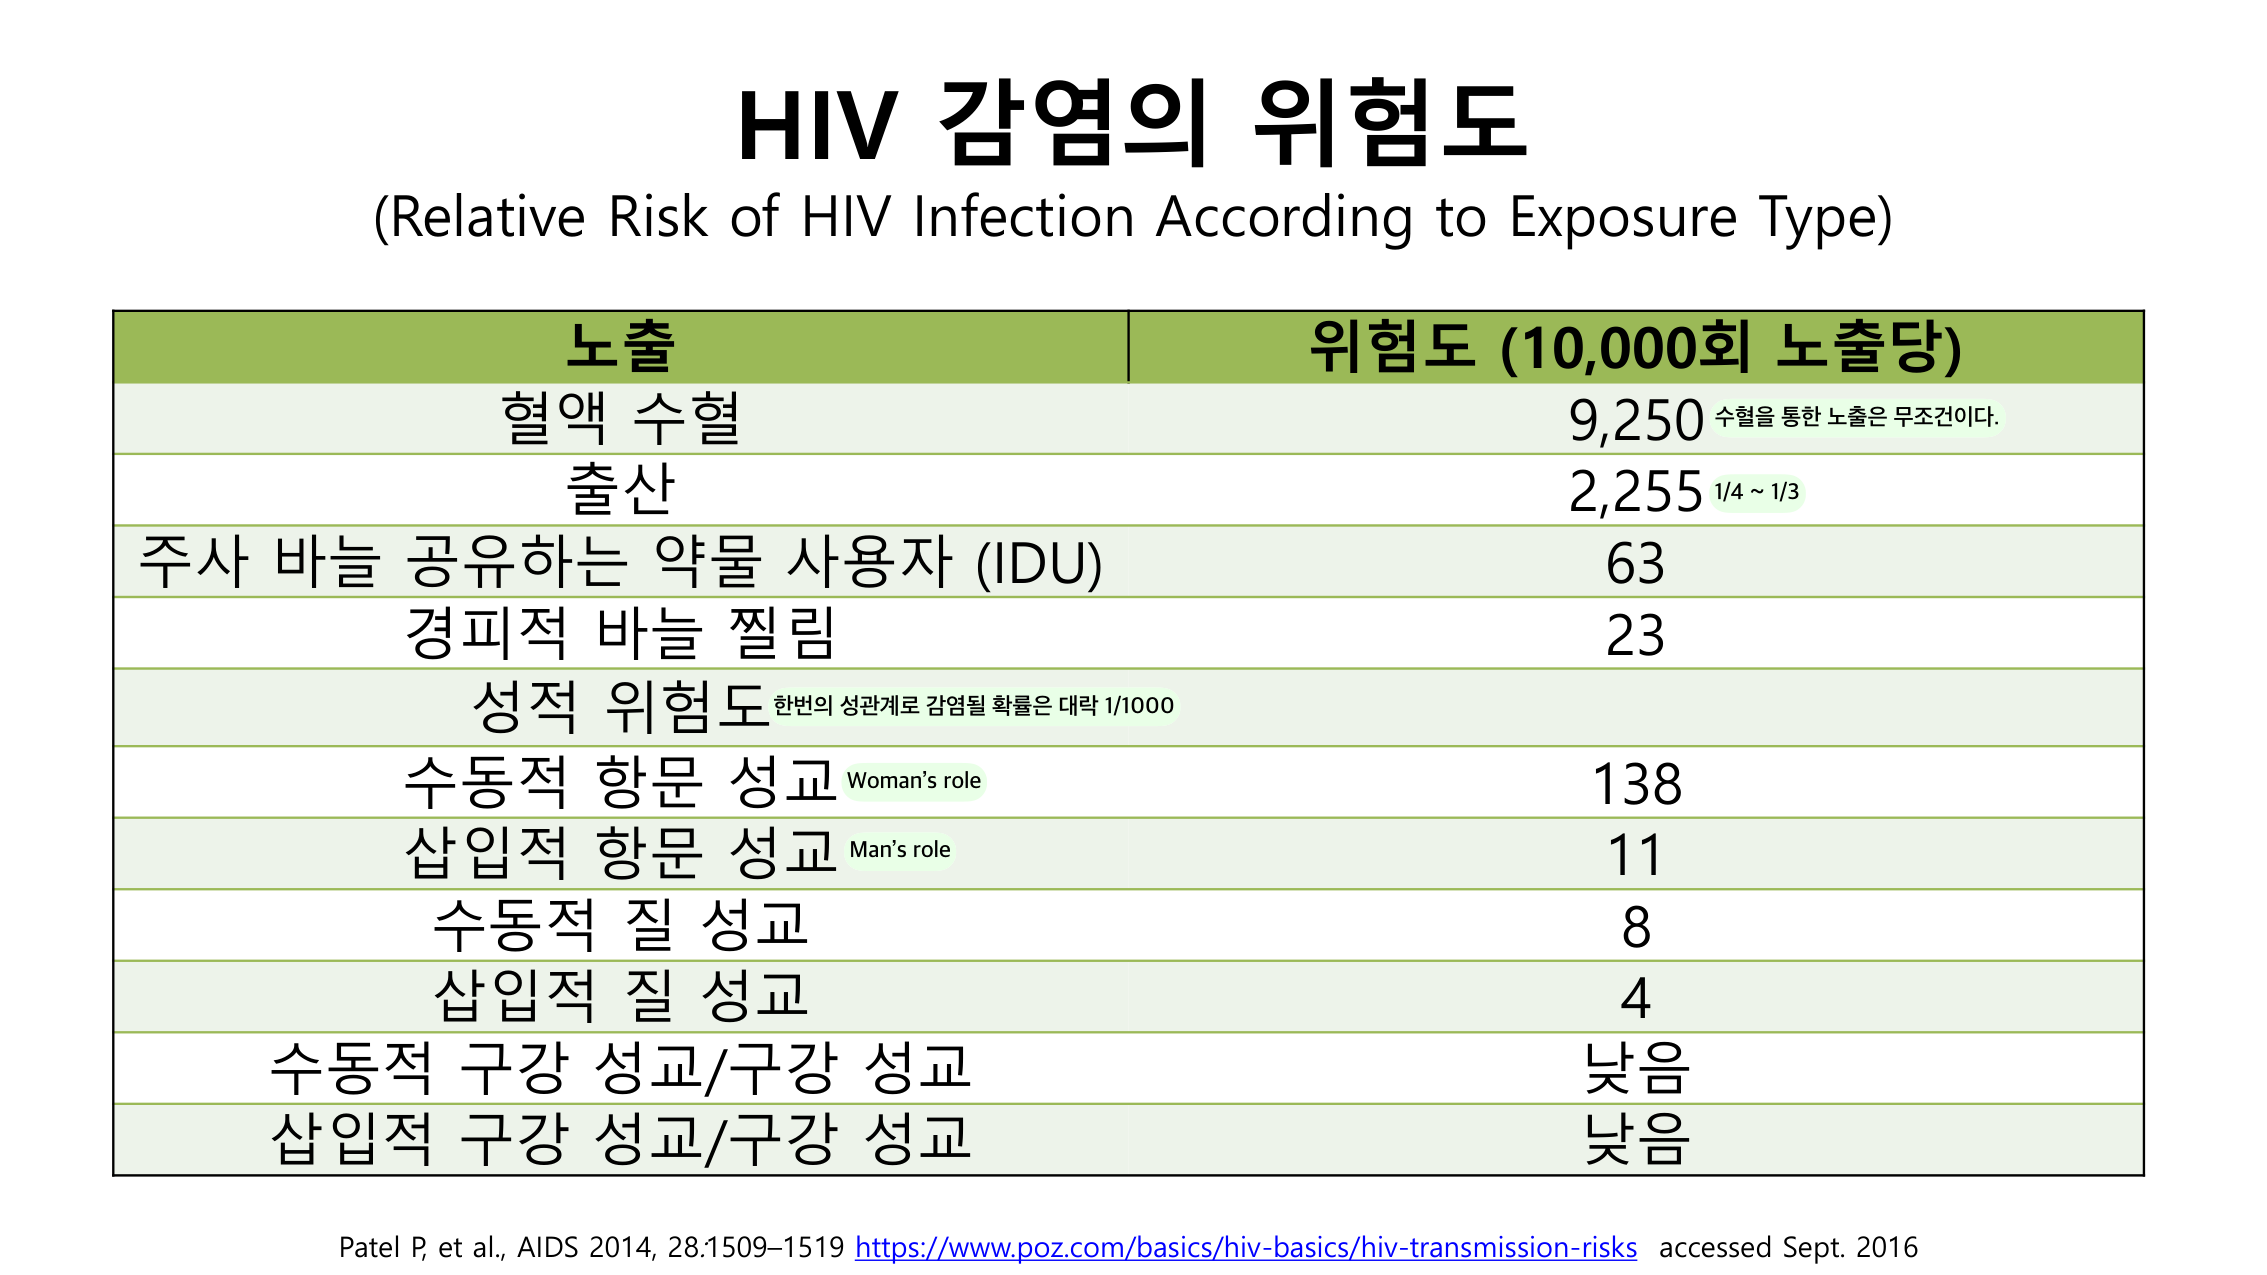 HIV 감염의 위험도
(Relative Risk of HIV Infection According to Exposure Type)
노출 위험도 (10,000회 노출당)
혈액 수혈 9,250 수혈을 통한 노출은 무조건이다.
출산 2,255 1/4 ~ 1/3
주사 바늘 공유하는 약물 사용자 (IDU) 63
경피적 바늘 찔림 23
성적 위험도 한번의 성관계로 감염될 확률은 대락 1/1000
수동적 항문 성교 Woman's role 138
삽입적 항문 성교 Man's role 11
수동적 질 성교 8
삽입적 질 성교 4
수동적 구강 성교/구강 성교 낮음
삽입적 구강 성교/구강 성교 낮음
Patel P, et al., AIDS 2014, 28:1509–1519 https://www.poz.com/basics/hiv-basics/hiv-transmission-risks accessed Sept. 2016